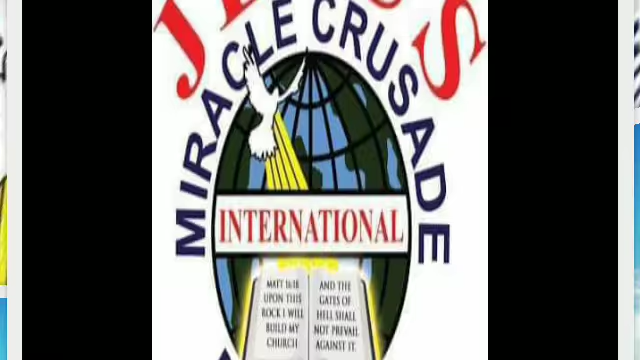 JESUS
MIRACLE CRUSADE
INTERNATIONAL
MATT 16:18
UPON THIS
ROCK I WILL
BUILD MY
CHURCH
AND THE
GATES OF
HELL SHALL
NOT PREVAIL
AGAINST IT.